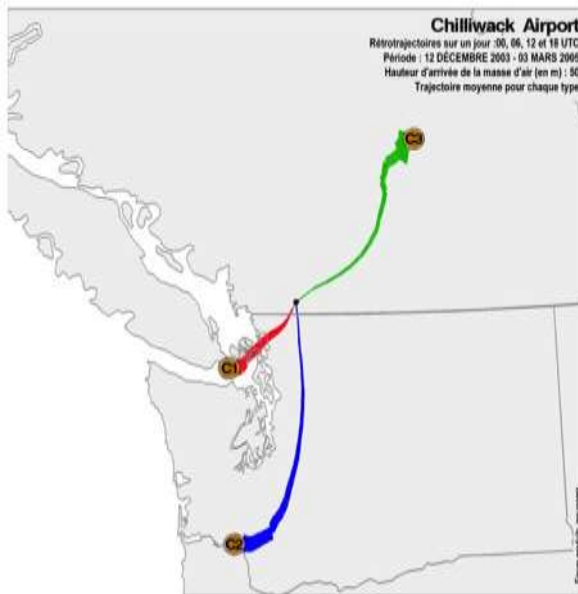 Chilliwack Airport
Rétrotrajectoires sur un jour :00, 06, 12 et 18 UTC
Période : 12 DÉCEMBRE 2003 - 03 MARS 2005
Hauteur d'arrivée de la masse d'air (en m) : 50
Trajectoire moyenne pour chaque type
C3
C1
C2